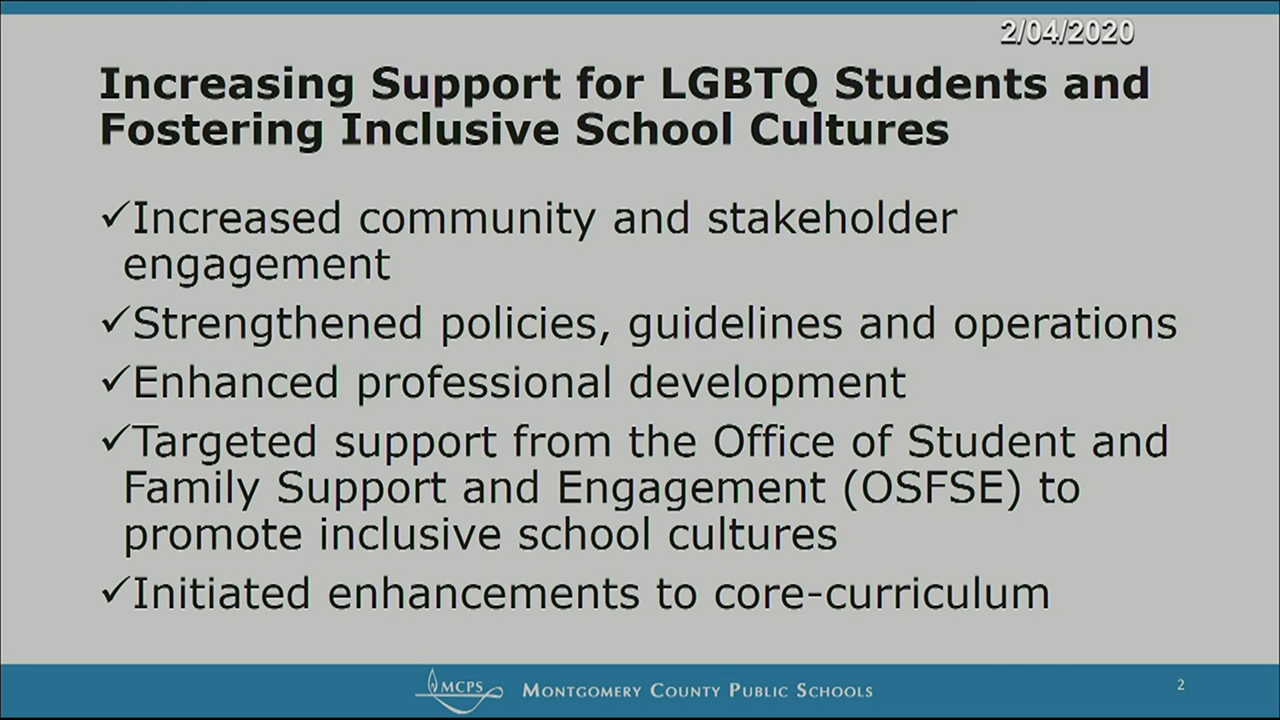 2/04/2020
Increasing Support for LGBTQ Students and
Fostering Inclusive School Cultures
✓Increased community and stakeholder
engagement
✓Strengthened policies, guidelines and operations
✓Enhanced professional development
✓Targeted support from the Office of Student and
Family Support and Engagement (OSFSE) to
promote inclusive school cultures
✓Initiated enhancements to core-curriculum
MCPS MONTGOMERY COUNTY PUBLIC SCHOOLS 2